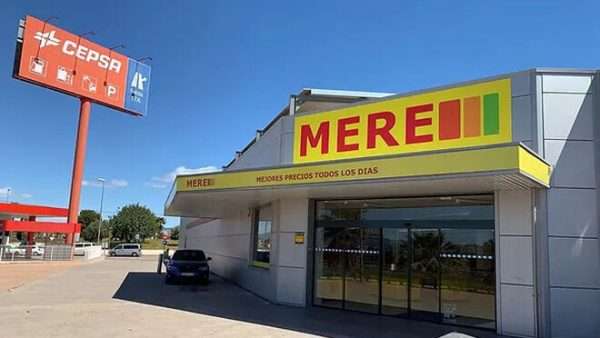 CEPSA
P
MERE
MERE
MEJORES PRECIOS TODOS LOS DIAS